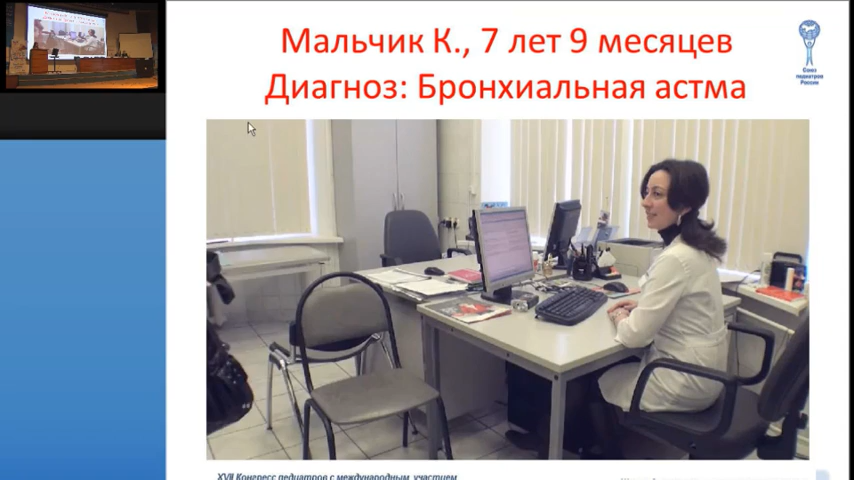 Мальчик К., 7 лет 9 месяцев
Диагноз: Бронхиальная астма
Союз
педиатров
России
XVII Конгресс педиатров с международным участием